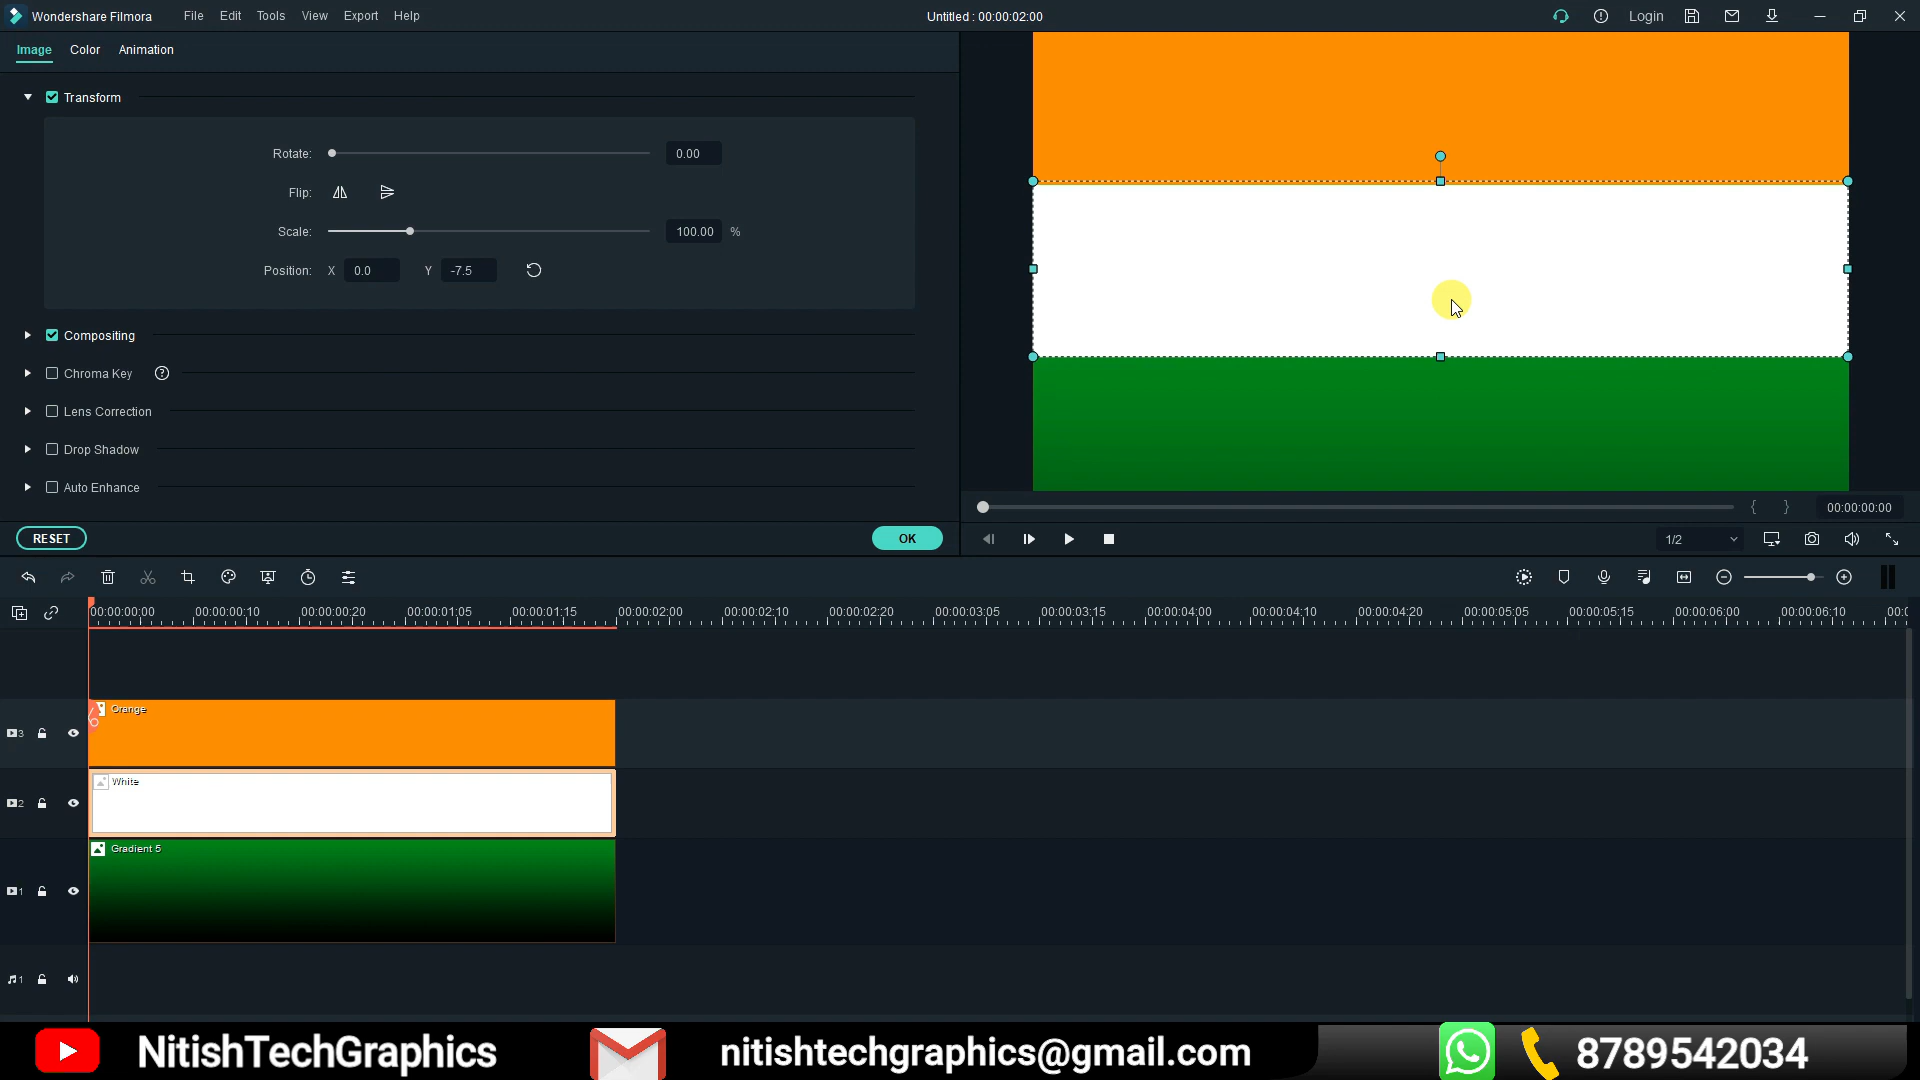 Wondershare Filmora File Edit Tools View Export Help Untitled : 00:00:02:00 Login
Image Color Animation
Transform
Rotate: 0.00
Flip:
Scale: 100.00 %
Position: X 0.0 Y -7.5
Compositing
Chroma Key ?
Lens Correction
Drop Shadow
Auto Enhance
{ } 00:00:00:00
RESET OK 1/2
00:00:00:00 00:00:00:10 00:00:00:20 00:00:01:05 00:00:01:15 00:00:02:00 00:00:02:10 00:00:02:20 00:00:03:05 00:00:03:15 00:00:04:00 00:00:04:10 00:00:04:20 00:00:05:05 00:00:05:15 00:00:06:00 00:00:06:10
Orange
3
White
2
Gradient 5
1
1
NitishTechGraphics nitishtechgraphics@gmail.com 8789542034